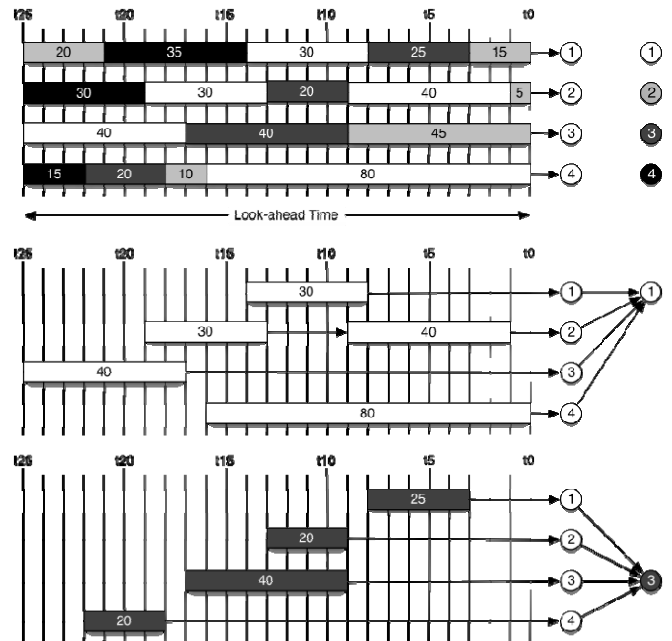 t25 t20 t15 t10 t5 t0
20 35 30 25 15 1 1
30 30 20 40 5 2 2
40 40 45 3 3
15 20 10 80 4 4
Look-ahead Time
t25 t20 t15 t10 t5 t0
30 1 1
30 40 2
40 3
80 4
t25 t20 t15 t10 t5 t0
25 1
20 2
40 3 3
20 4